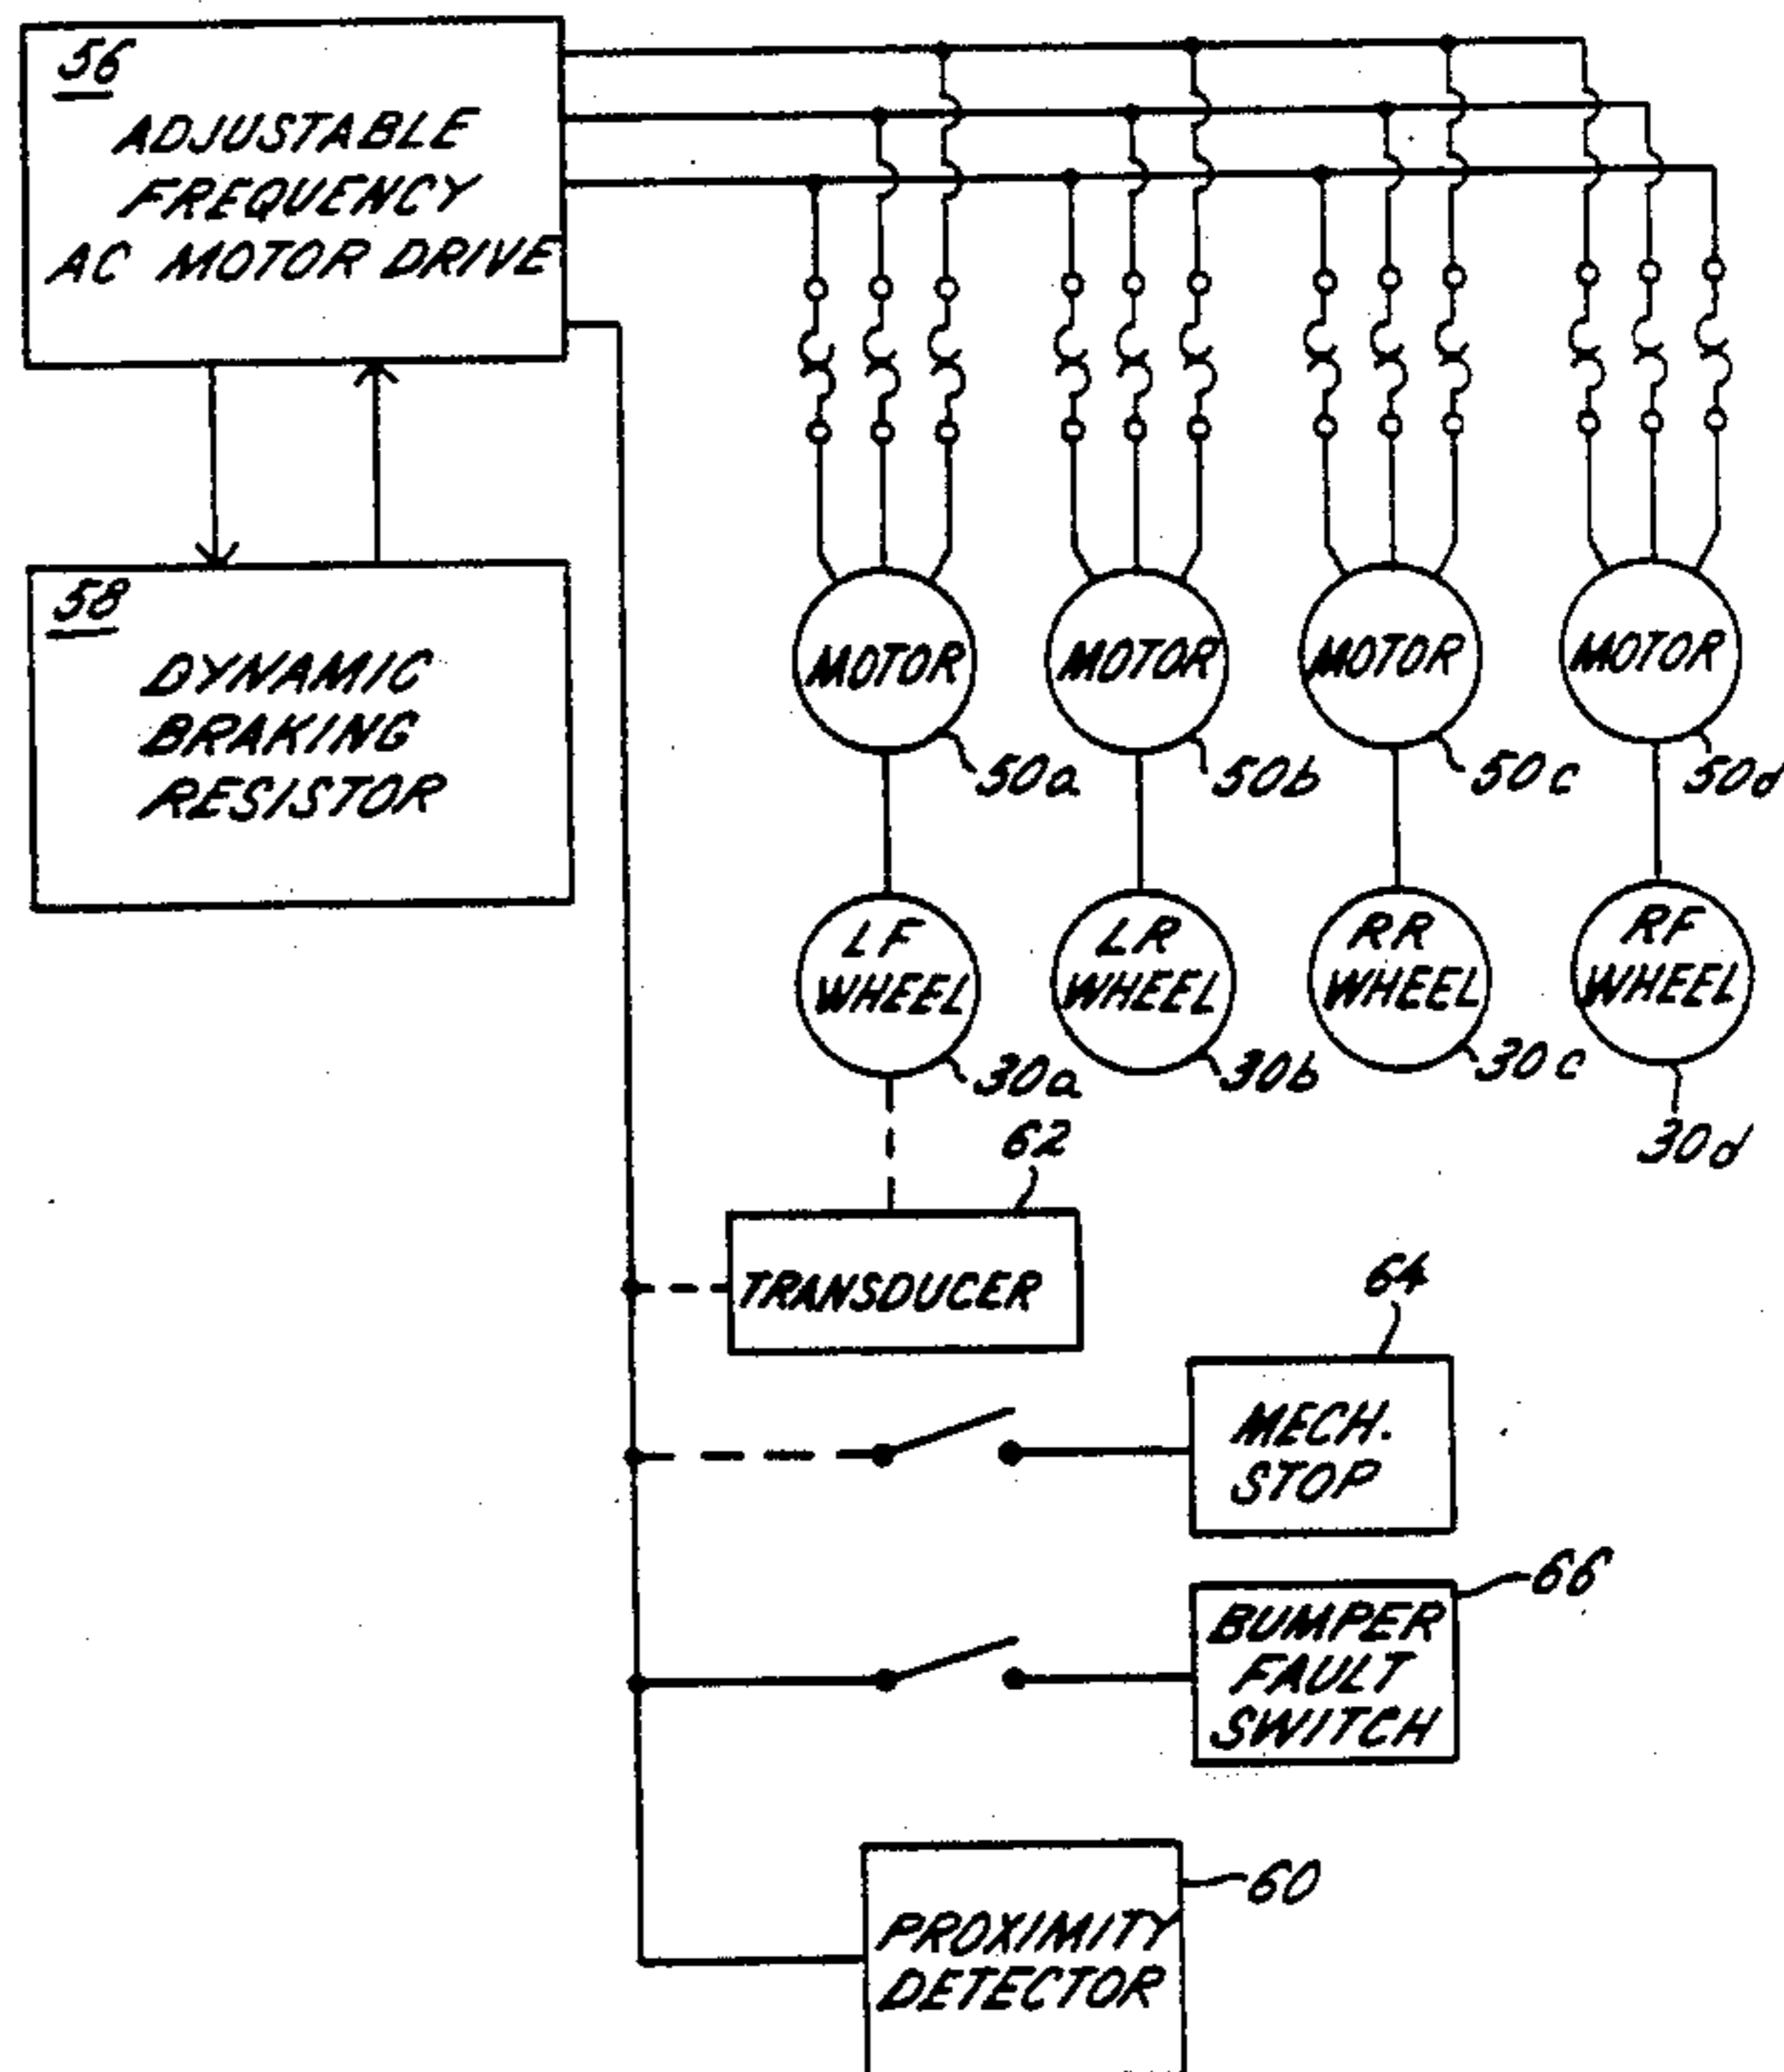 56
ADJUSTABLE
FREQUENCY
AC MOTOR DRIVE
58
DYNAMIC
BRAKING
RESISTOR
MOTOR
MOTOR
MOTOR
MOTOR
50a
50b
50c
50d
LF
WHEEL
LR
WHEEL
RR
WHEEL
RF
WHEEL
30a
30b
30c
30d
62
TRANSDUCER
64
MECH.
STOP
66
BUMPER
FAULT
SWITCH
60
PROXIMITY
DETECTOR